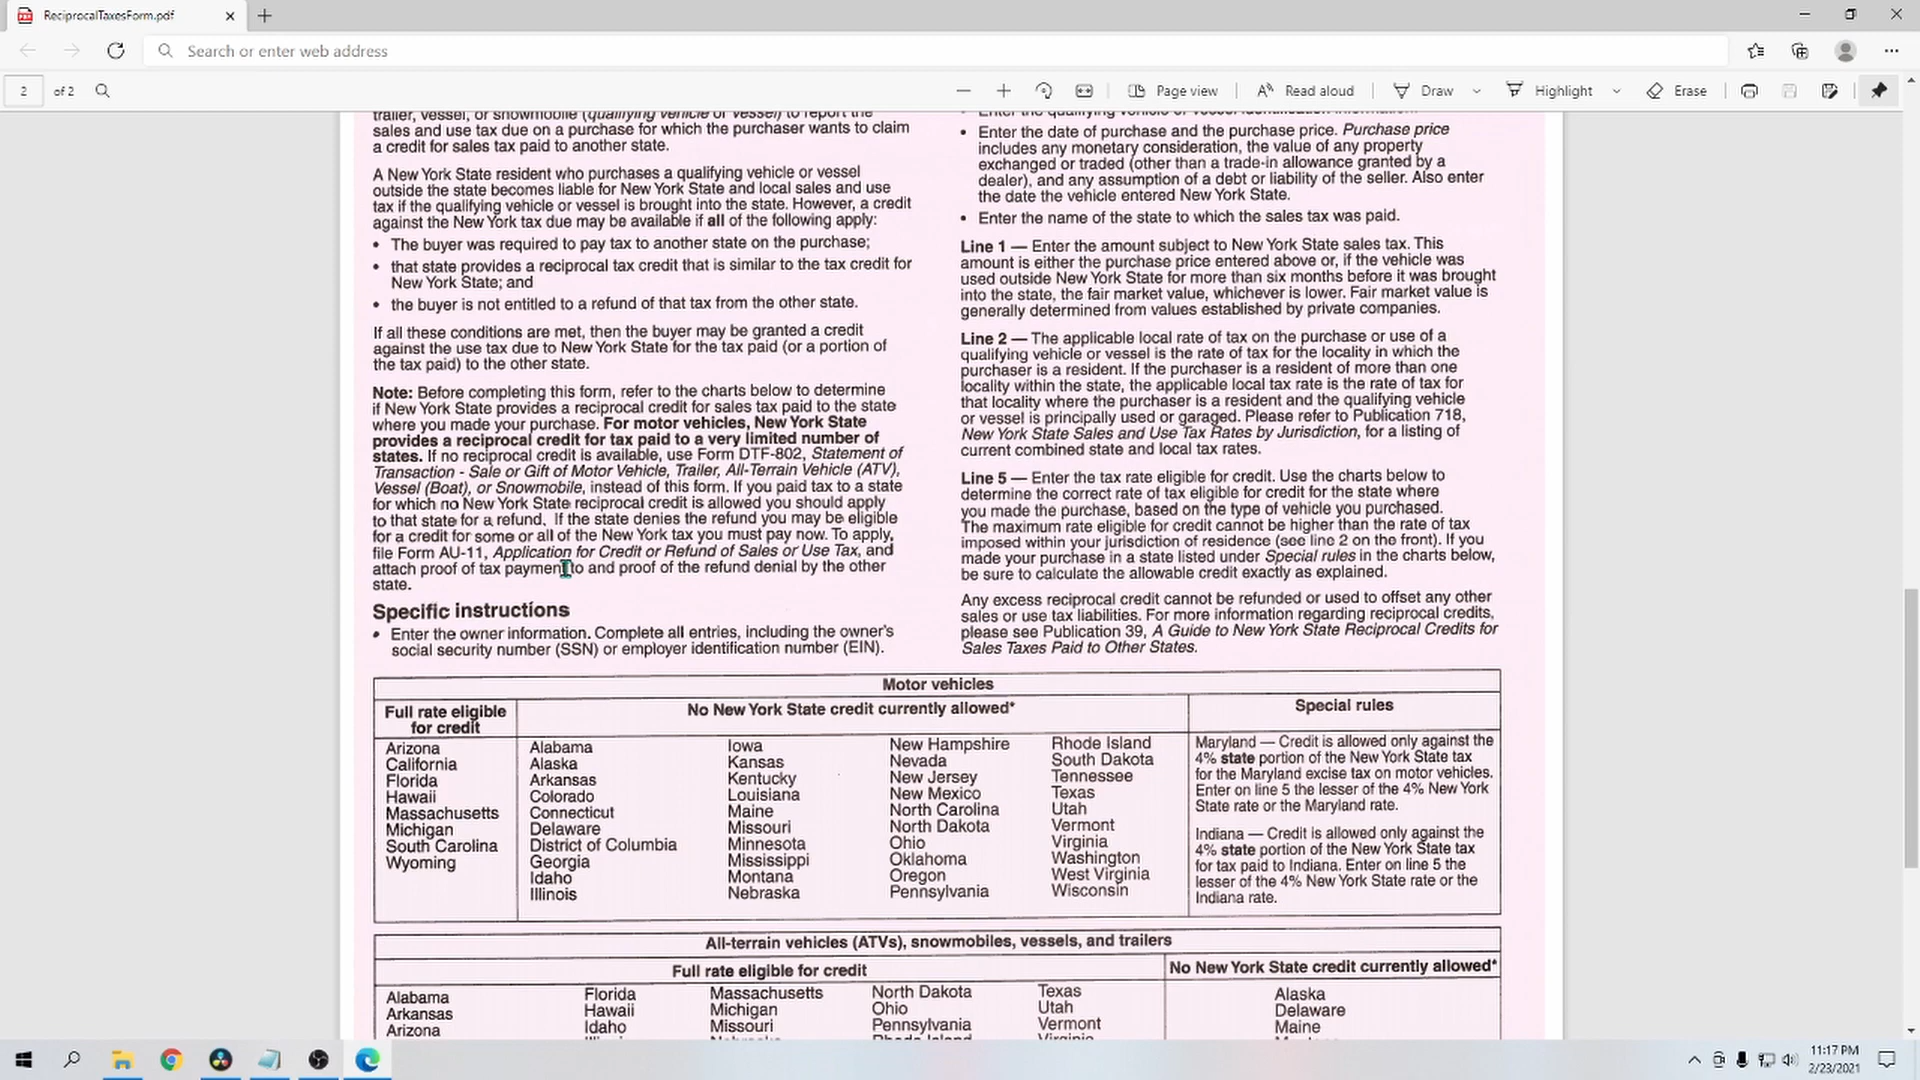 ReciprocalTaxesForm.pdf
Search or enter web address
2 of 2
Page view
Read aloud
Draw
Highlight
Erase
trailer, vessel, or snowmobile (qualifying vehicle or vessel) to report the
sales and use tax due on a purchase for which the purchaser wants to claim
a credit for sales tax paid to another state.
A New York State resident who purchases a qualifying vehicle or vessel
outside the state becomes liable for New York State and local sales and use
tax if the qualifying vehicle or vessel is brought into the state. However, a credit
against the New York tax due may be available if all of the following apply:
• The buyer was required to pay tax to another state on the purchase;
• that state provides a reciprocal tax credit that is similar to the tax credit for
New York State; and
• the buyer is not entitled to a refund of that tax from the other state.
If all these conditions are met, then the buyer may be granted a credit
against the use tax due to New York State for the tax paid (or a portion of
the tax paid) to the other state.
Note: Before completing this form, refer to the charts below to determine
if New York State provides a reciprocal credit for sales tax paid to the state
where you made your purchase. For motor vehicles, New York State
provides a reciprocal credit for tax paid to a very limited number of
states. If no reciprocal credit is available, use Form DTF-802, Statement of
Transaction - Sale or Gift of Motor Vehicle, Trailer, All-Terrain Vehicle (ATV),
Vessel (Boat), or Snowmobile, instead of this form. If you paid tax to a state
for which no New York State reciprocal credit is allowed you should apply
to that state for a refund. If the state denies the refund you may be eligible
for a credit for some or all of the New York tax you must pay now. To apply,
file Form AU-11, Application for Credit or Refund of Sales or Use Tax, and
attach proof of tax payment to and proof of the refund denial by the other
state.
Specific instructions
• Enter the owner information. Complete all entries, including the owner's
social security number (SSN) or employer identification number (EIN).
• Enter the date of purchase and the purchase price. Purchase price
includes any monetary consideration, the value of any property
exchanged or traded (other than a trade-in allowance granted by a
dealer), and any assumption of a debt or liability of the seller. Also enter
the date the vehicle entered New York State.
• Enter the name of the state to which the sales tax was paid.
Line 1 — Enter the amount subject to New York State sales tax. This
amount is either the purchase price entered above or, if the vehicle was
used outside New York State for more than six months before it was brought
into the state, the fair market value, whichever is lower. Fair market value is
generally determined from values established by private companies.
Line 2 — The applicable local rate of tax on the purchase or use of a
qualifying vehicle or vessel is the rate of tax for the locality in which the
purchaser is a resident. If the purchaser is a resident of more than one
locality within the state, the applicable local tax rate is the rate of tax for
that locality where the purchaser is a resident and the qualifying vehicle
or vessel is principally used or garaged. Please refer to Publication 718,
New York State Sales and Use Tax Rates by Jurisdiction, for a listing of
current combined state and local tax rates.
Line 5 — Enter the tax rate eligible for credit. Use the charts below to
determine the correct rate of tax eligible for credit for the state where
you made the purchase, based on the type of vehicle you purchased.
The maximum rate eligible for credit cannot be higher than the rate of tax
imposed within your jurisdiction of residence (see line 2 on the front). If you
made your purchase in a state listed under Special rules in the charts below,
be sure to calculate the allowable credit exactly as explained.
Any excess reciprocal credit cannot be refunded or used to offset any other
sales or use tax liabilities. For more information regarding reciprocal credits,
please see Publication 39, A Guide to New York State Reciprocal Credits for
Sales Taxes Paid to Other States.
Motor vehicles
Full rate eligible
for credit
Arizona
California
Florida
Hawaii
Massachusetts
Michigan
South Carolina
Wyoming
No New York State credit currently allowed*
Alabama
Alaska
Arkansas
Colorado
Connecticut
Delaware
District of Columbia
Georgia
Idaho
Illinois
Iowa
Kansas
Kentucky
Louisiana
Maine
Missouri
Minnesota
Mississippi
Montana
Nebraska
New Hampshire
Nevada
New Jersey
New Mexico
North Carolina
North Dakota
Ohio
Oklahoma
Oregon
Pennsylvania
Rhode Island
South Dakota
Tennessee
Texas
Utah
Vermont
Virginia
Washington
West Virginia
Wisconsin
Special rules
Maryland — Credit is allowed only against the
4% state portion of the New York State tax
for the Maryland excise tax on motor vehicles.
Enter on line 5 the lesser of the 4% New York
State rate or the Maryland rate.
Indiana — Credit is allowed only against the
4% state portion of the New York State tax
for tax paid to Indiana. Enter on line 5 the
lesser of the 4% New York State rate or the
Indiana rate.
All-terrain vehicles (ATVs), snowmobiles, vessels, and trailers
Full rate eligible for credit
Alabama
Arkansas
Arizona
Florida
Hawaii
Idaho
Massachusetts
Michigan
Missouri
North Dakota
Ohio
Pennsylvania
Texas
Utah
Vermont
No New York State credit currently allowed*
Alaska
Delaware
Maine
11:17 PM
2/23/2021